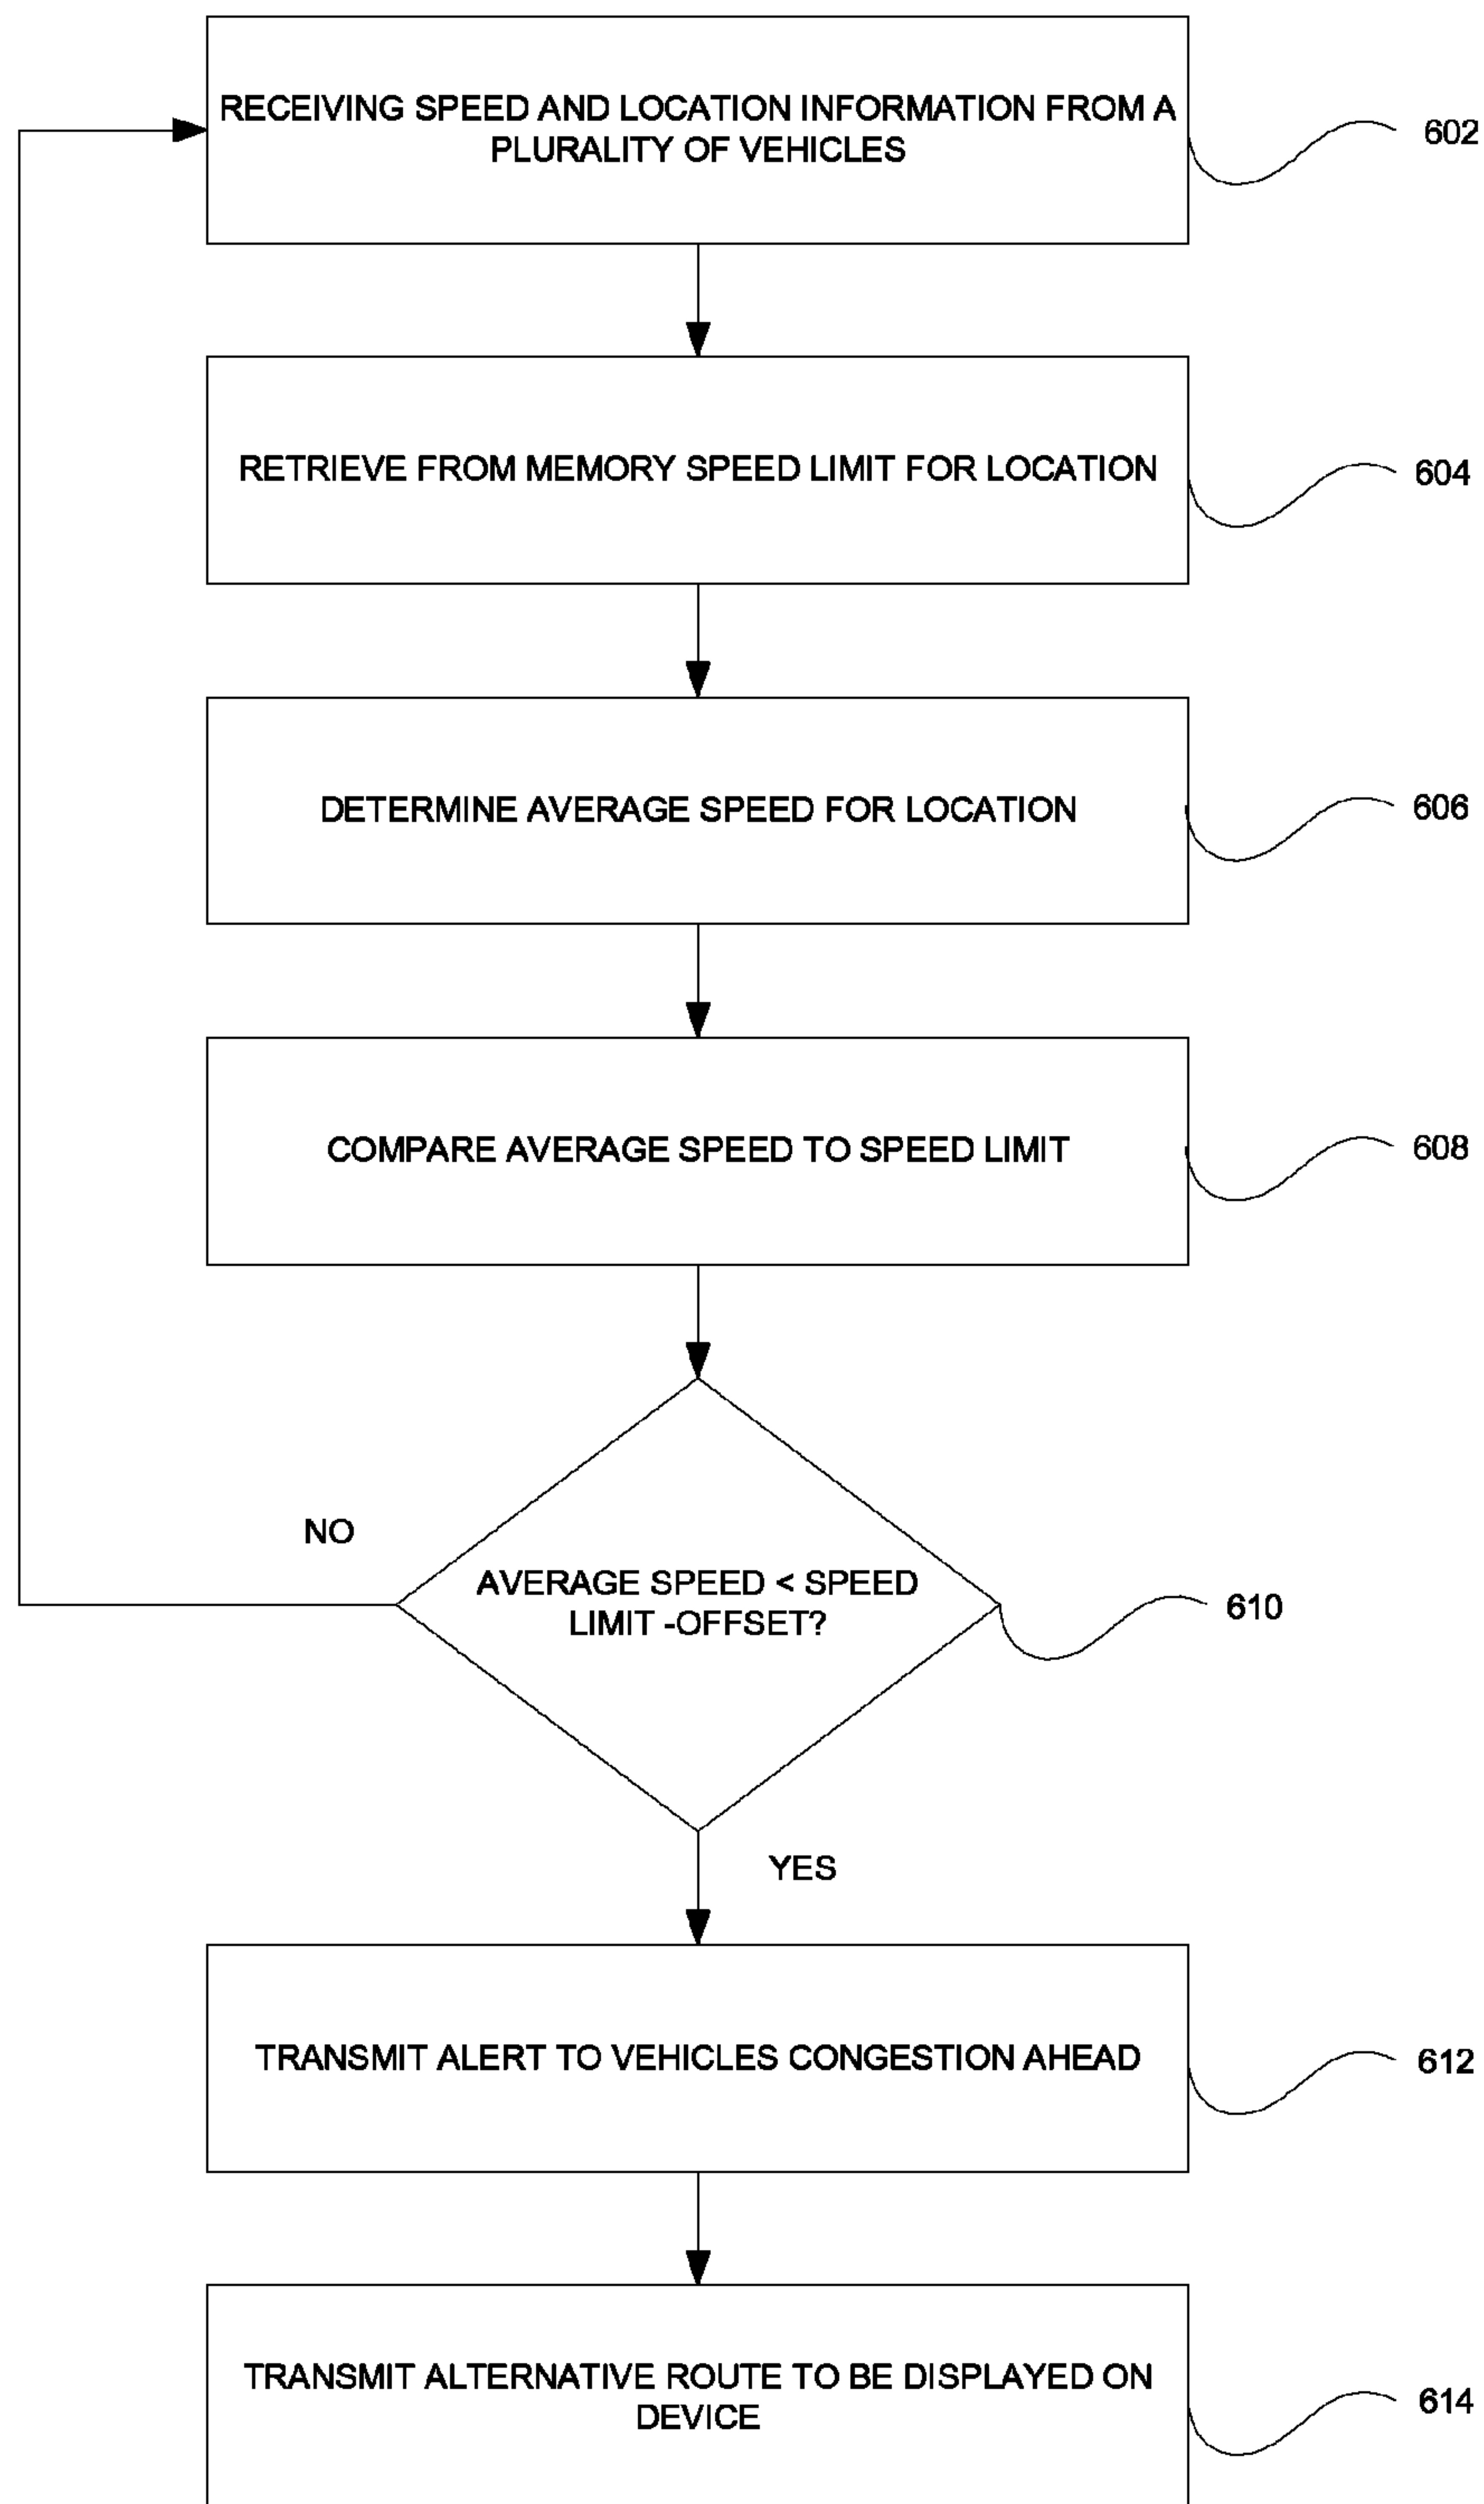 RECEIVING SPEED AND LOCATION INFORMATION FROM A
PLURALITY OF VEHICLES
602
RETRIEVE FROM MEMORY SPEED LIMIT FOR LOCATION
604
DETERMINE AVERAGE SPEED FOR LOCATION
606
COMPARE AVERAGE SPEED TO SPEED LIMIT
608
NO
AVERAGE SPEED < SPEED
LIMIT -OFFSET?
610
YES
TRANSMIT ALERT TO VEHICLES CONGESTION AHEAD
612
TRANSMIT ALTERNATIVE ROUTE TO BE DISPLAYED ON
DEVICE
614